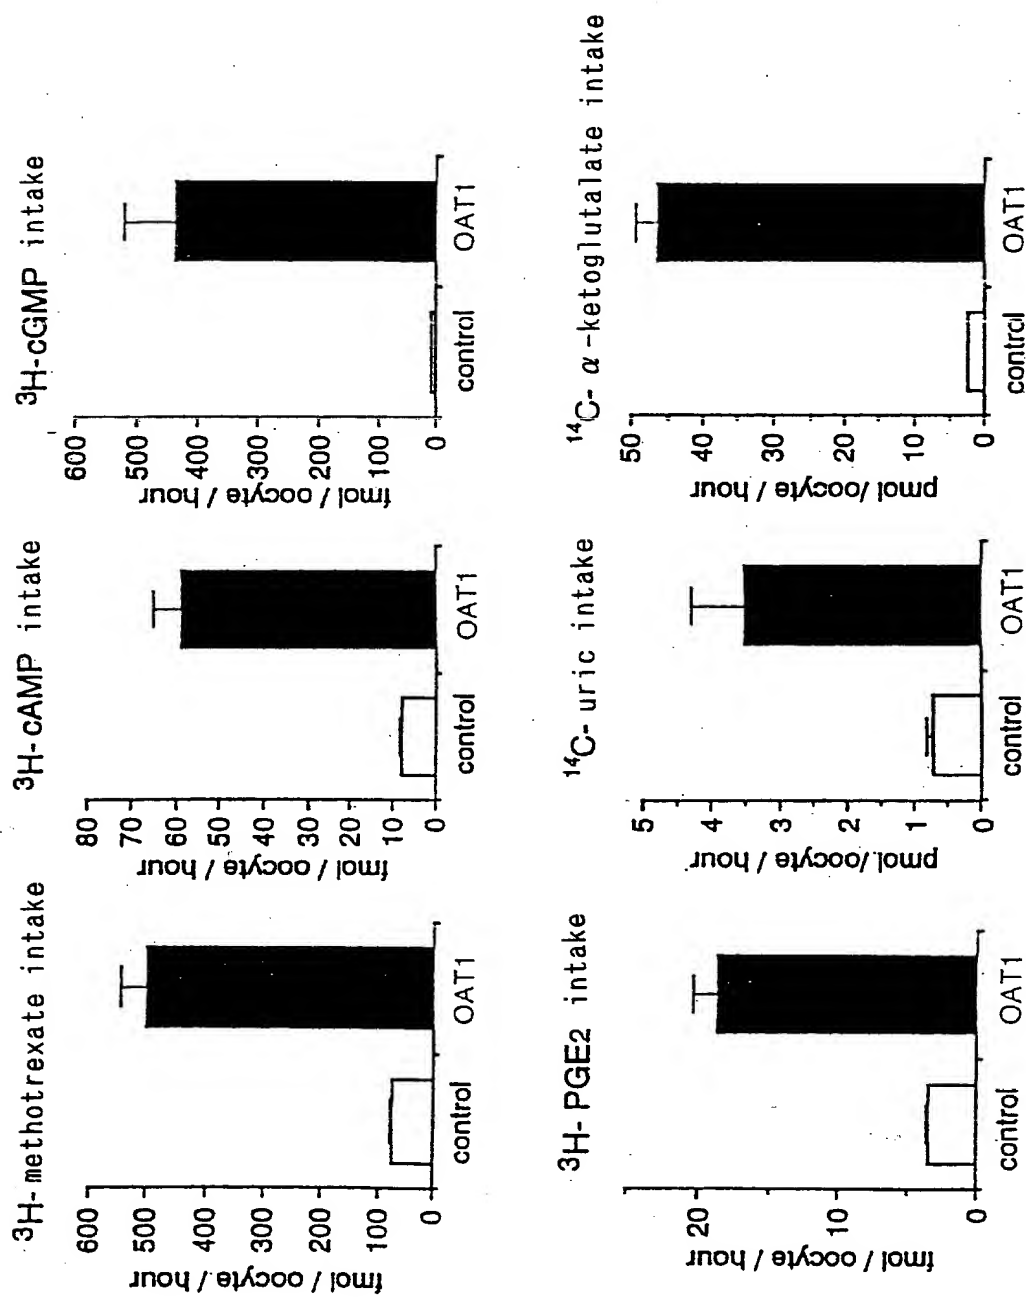 ³H-methotrexate intake
fmol / oocyte / hour
600
500
400
300
200
100
0
control
OAT1
³H-cAMP intake
fmol / oocyte / hour
80
70
60
50
40
30
20
10
0
control
OAT1
³H-cGMP intake
fmol / oocyte / hour
600
500
400
300
200
100
0
control
OAT1
³H-PGE2 intake
fmol / oocyte / hour
20
10
0
control
OAT1
¹⁴C-uric intake
pmol/oocyte / hour
5
4
3
2
1
0
control
OAT1
¹⁴C-α-ketoglutalate intake
pmol /oocyte / hour
50
40
30
20
10
0
control
OAT1